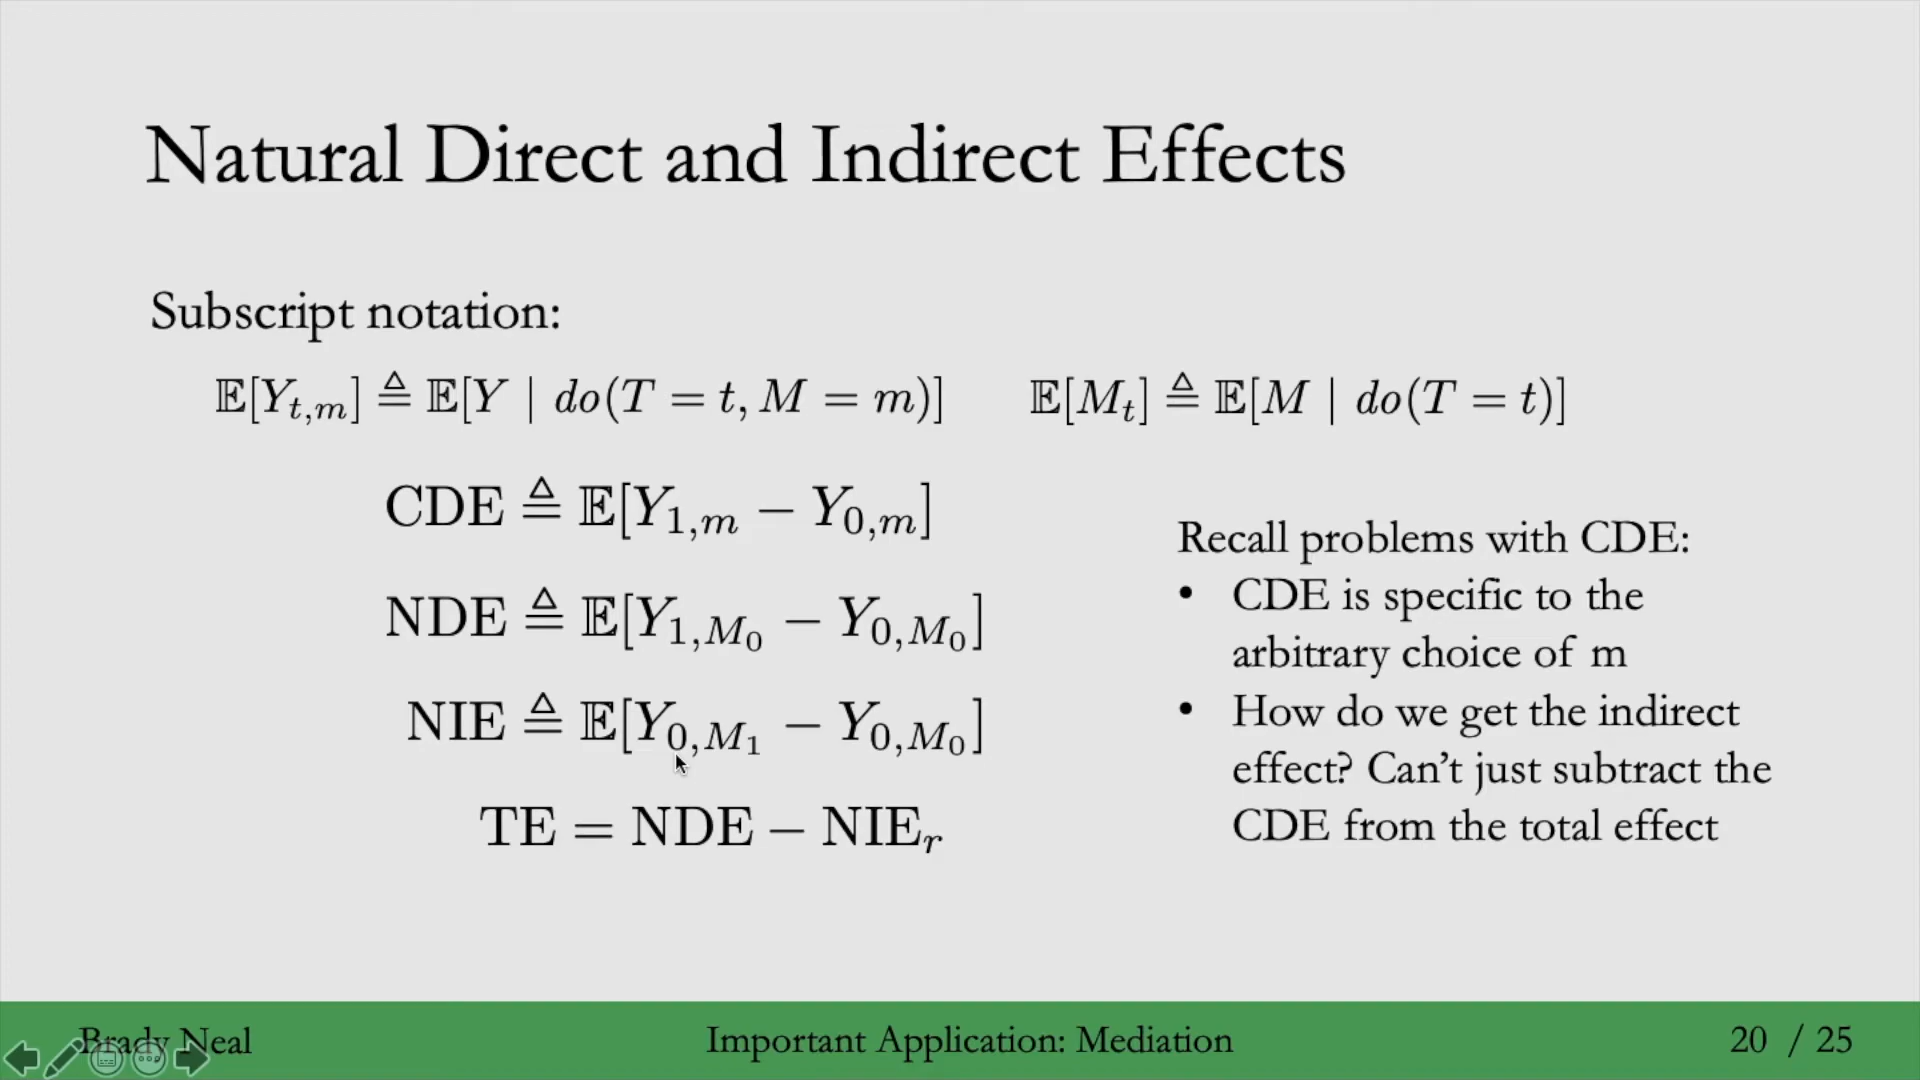 Natural Direct and Indirect Effects
Subscript notation:
𝔼[Y_{t,m}] ≜ 𝔼[Y | do(T = t, M = m)]    𝔼[M_t] ≜ 𝔼[M | do(T = t)]
CDE ≜ 𝔼[Y_{1,m} − Y_{0,m}]
NDE ≜ 𝔼[Y_{1,M_0} − Y_{0,M_0}]
NIE ≜ 𝔼[Y_{0,M_1} − Y_{0,M_0}]
TE = NDE − NIE_r
Recall problems with CDE:
• CDE is specific to the
arbitrary choice of m
• How do we get the indirect
effect? Can’t just subtract the
CDE from the total effect
Brady Neal
Important Application: Mediation
20 / 25